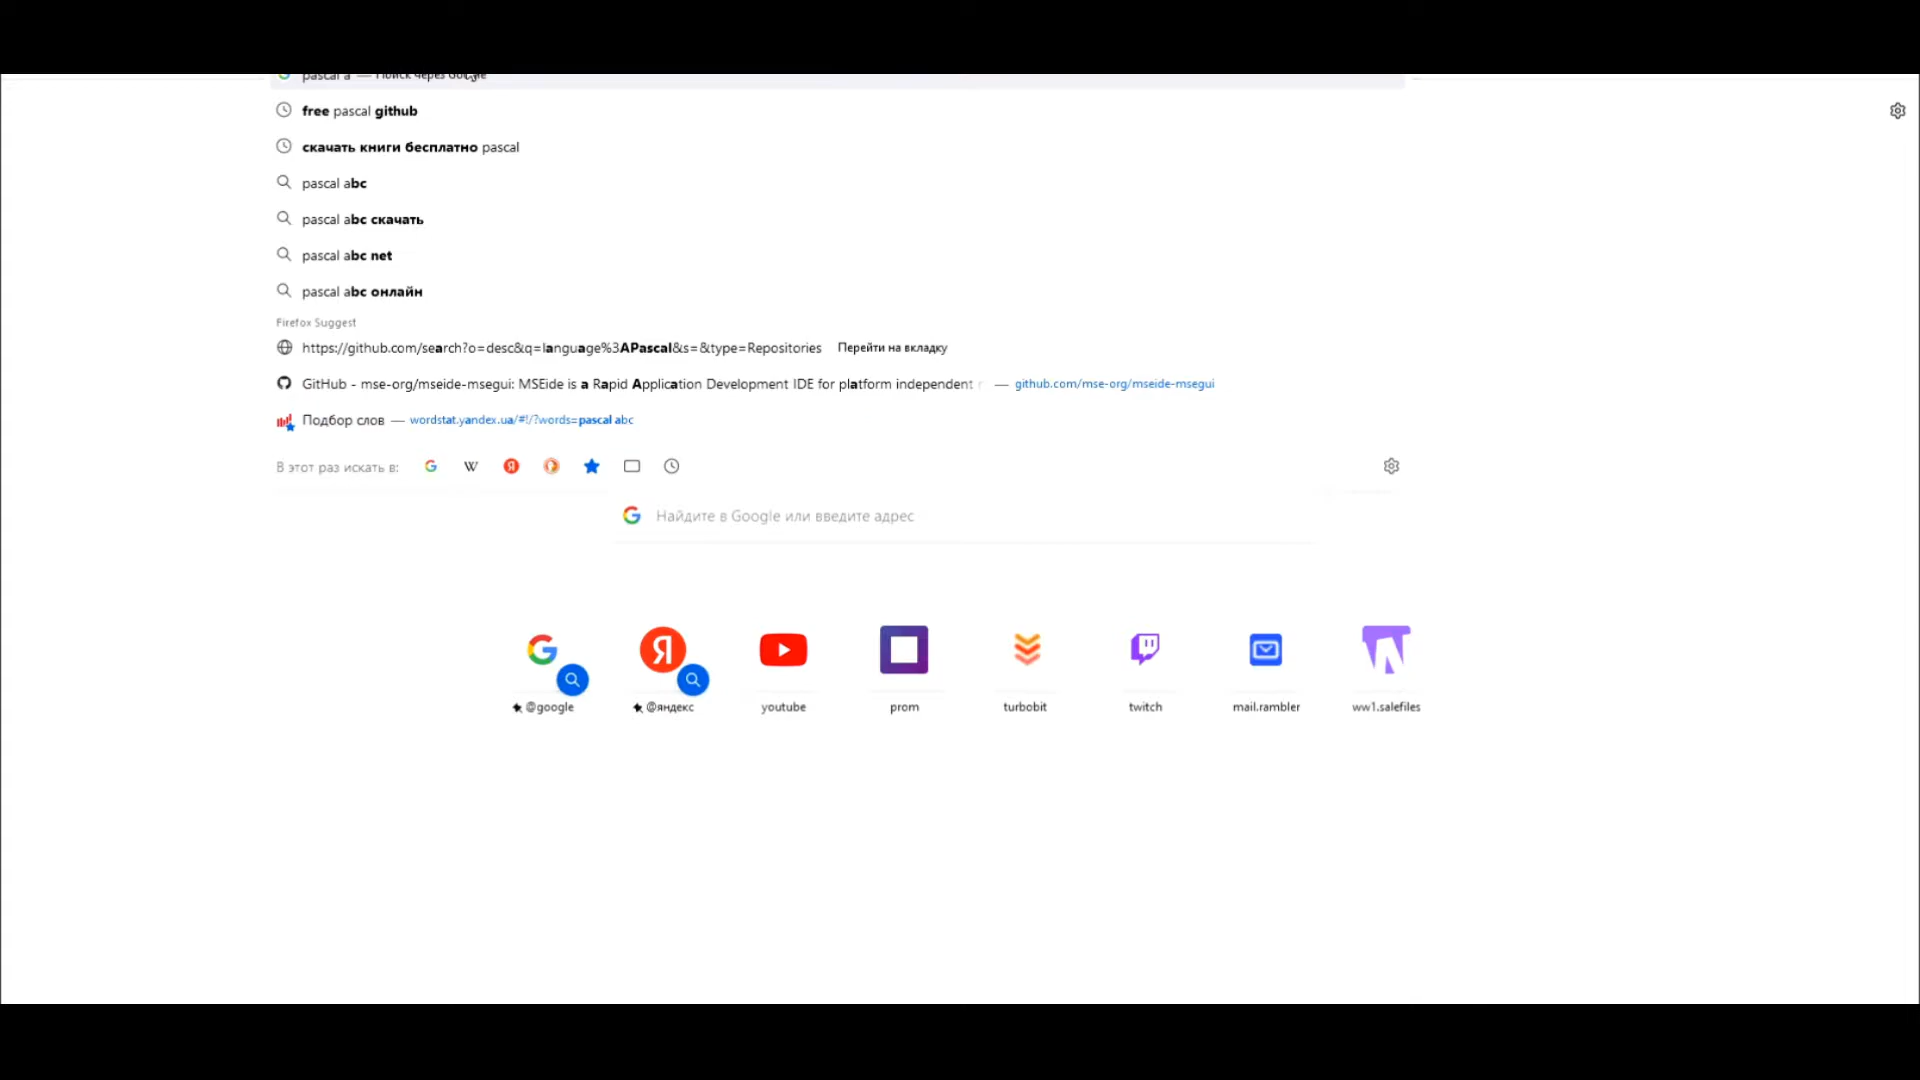 pascal a — Поиск через Google
free pascal github
скачать книги бесплатно pascal
pascal abc
pascal abc скачать
pascal abc net
pascal abc онлайн
Firefox Suggest
https://github.com/search?o=desc&q=language%3APascal&s=&type=Repositories Перейти на вкладку
GitHub - mse-org/mseide-msegui: MSEide is a Rapid Application Development IDE for platform independent — github.com/mse-org/mseide-msegui
Подбор слов — wordstat.yandex.ua/#!/?words=pascal abc
В этот раз искать в:
Найдите в Google или введите адрес
@google @яндекс youtube prom turbobit twitch mail.rambler ww1.salefiles